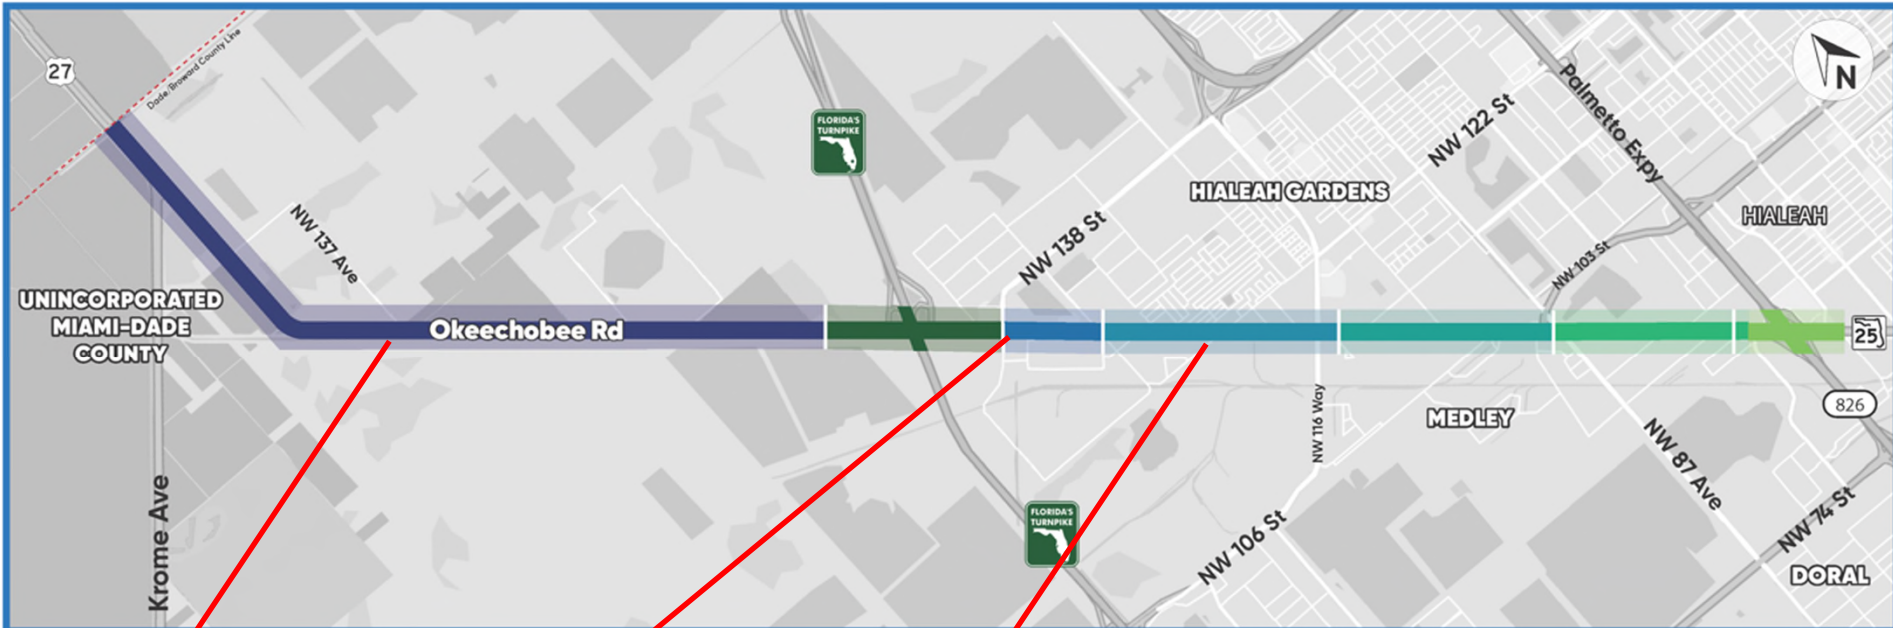 27
Dade/Broward County Line
FLORIDA'S
TURNPIKE
Palmetto Expy
N
NW 122 St
HIALEAH GARDENS
HIALEAH
NW 137 Ave
NW 138 St
NW 103 St
UNINCORPORATED
MIAMI-DADE
COUNTY
Okeechobee Rd
25
826
MEDLEY
NW 116 Way
NW 87 Ave
Krome Ave
FLORIDA'S
TURNPIKE
NW 106 St
NW 74 St
DORAL